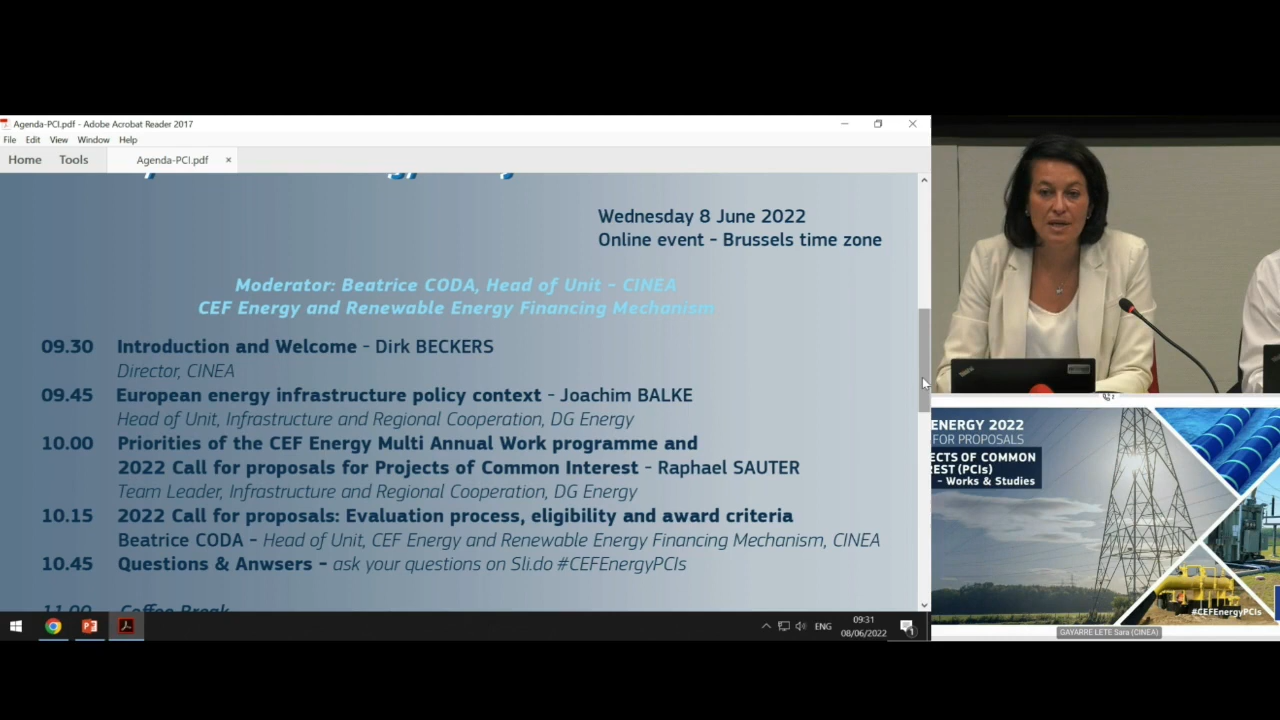 Agenda-PCI.pdf - Adobe Acrobat Reader 2017
File Edit View Window Help
Home Tools Agenda-PCI.pdf ×
Wednesday 8 June 2022
Online event - Brussels time zone
Moderator: Beatrice CODA, Head of Unit - CINEA
CEF Energy and Renewable Energy Financing Mechanism
09.30 Introduction and Welcome - Dirk BECKERS
Director, CINEA
09.45 European energy infrastructure policy context - Joachim BALKE
Head of Unit, Infrastructure and Regional Cooperation, DG Energy
10.00 Priorities of the CEF Energy Multi Annual Work programme and
2022 Call for proposals for Projects of Common Interest - Raphael SAUTER
Team Leader, Infrastructure and Regional Cooperation, DG Energy
10.15 2022 Call for proposals: Evaluation process, eligibility and award criteria
Beatrice CODA - Head of Unit, CEF Energy and Renewable Energy Financing Mechanism, CINEA
10.45 Questions & Anwsers - ask your questions on Sli.do #CEFEnergyPCIs
11.00 Coffee Break
ENG
09:31
08/06/2022
ENERGY 2022
FOR PROPOSALS
ECTS OF COMMON
REST (PCIs)
- Works & Studies
#CEFEnergyPCIs
GAYARRE LETE Sara (CINEA)